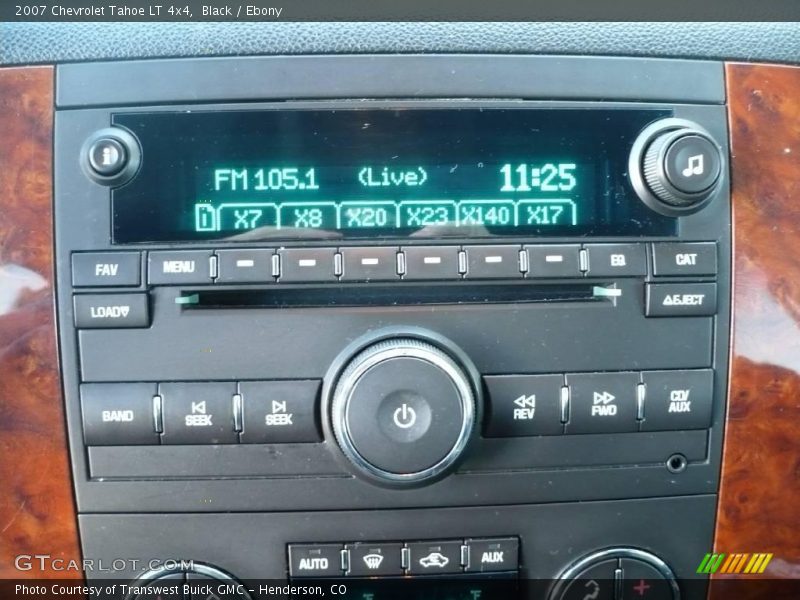 2007 Chevrolet Tahoe LT 4x4, Black / Ebony
FM 105.1 (Live) 11:25
1 X7 X8 X20 X23 X140 X17
FAV MENU EQ CAT
LOAD EJECT
BAND SEEK SEEK REV FWD CD/AUX
AUTO AUX
GTCARLOT.COM
Photo Courtesy of Transwest Buick GMC – Henderson, CO